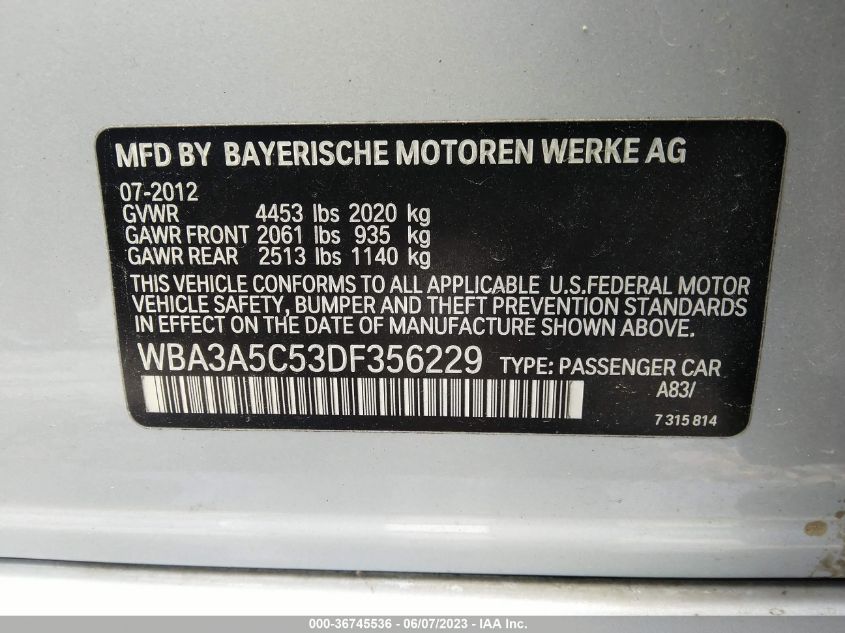 MFD BY BAYERISCHE MOTOREN WERKE AG
07-2012
GVWR 4453 lbs 2020 kg
GAWR FRONT 2061 lbs 935 kg
GAWR REAR 2513 lbs 1140 kg
THIS VEHICLE CONFORMS TO ALL APPLICABLE U.S.FEDERAL MOTOR
VEHICLE SAFETY, BUMPER AND THEFT PREVENTION STANDARDS
IN EFFECT ON THE DATE OF MANUFACTURE SHOWN ABOVE.
WBA3A5C53DF356229 TYPE: PASSENGER CAR
A83/
7 315 814
000-36745536 - 06/07/2023 - IAA Inc.